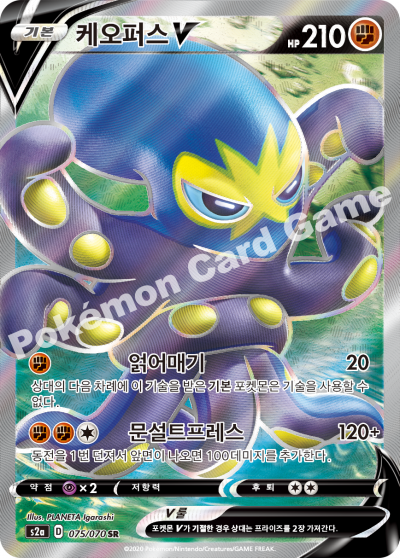 기본 케오퍼스 V HP 210
Pokémon Card Game
얽어매기 20
상대의 다음 차례에 이 기술을 받은 기본 포켓몬은 기술을 사용할 수
없다.
문설트프레스 120+
동전을 1번 던져서 앞면이 나오면 100데미지를 추가한다.
약점 ×2 저항력 후퇴
Illus. PLANETA Igarashi
V룰
s2a D 075/070 SR
포켓몬 V가 기절한 경우 상대는 프라이즈를 2장 가져간다.
©2020 Pokémon/Nintendo/Creatures/GAME FREAK.